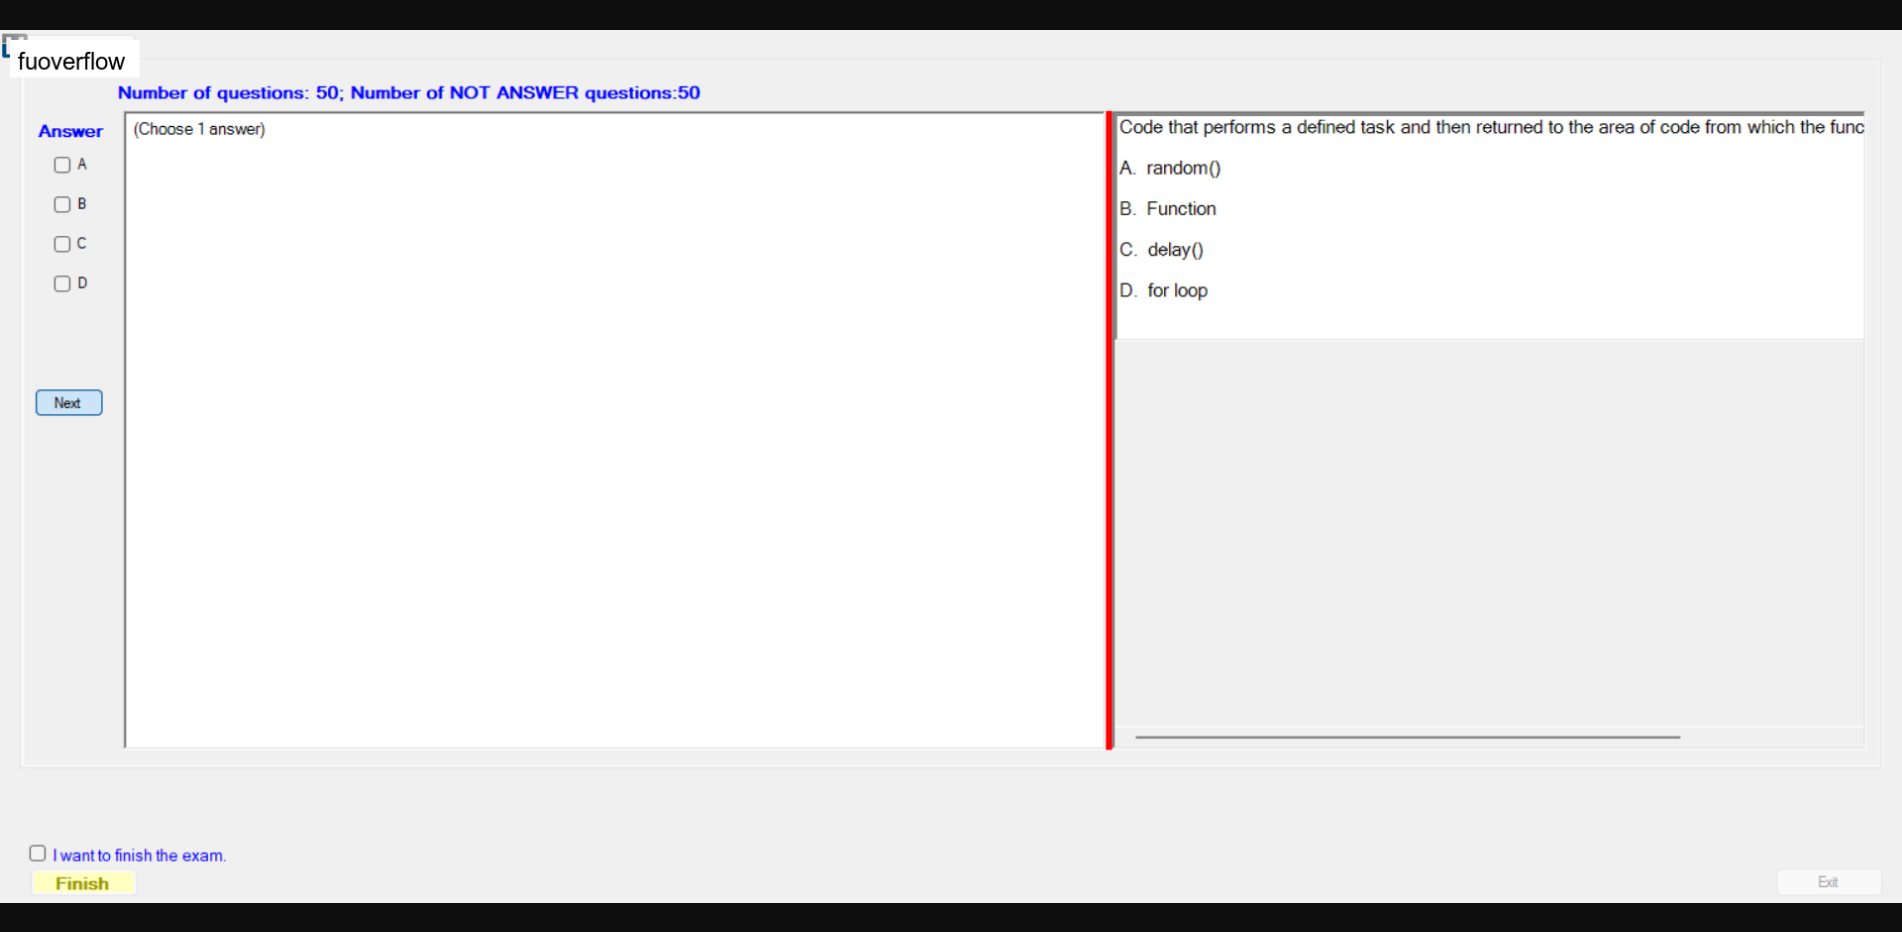 fuoverflow
Number of questions: 50; Number of NOT ANSWER questions:50
Answer
(Choose 1 answer)
A
B
C
D
Next
Code that performs a defined task and then returned to the area of code from which the func
A. random()
B. Function
C. delay()
D. for loop
I want to finish the exam.
Finish
Exit